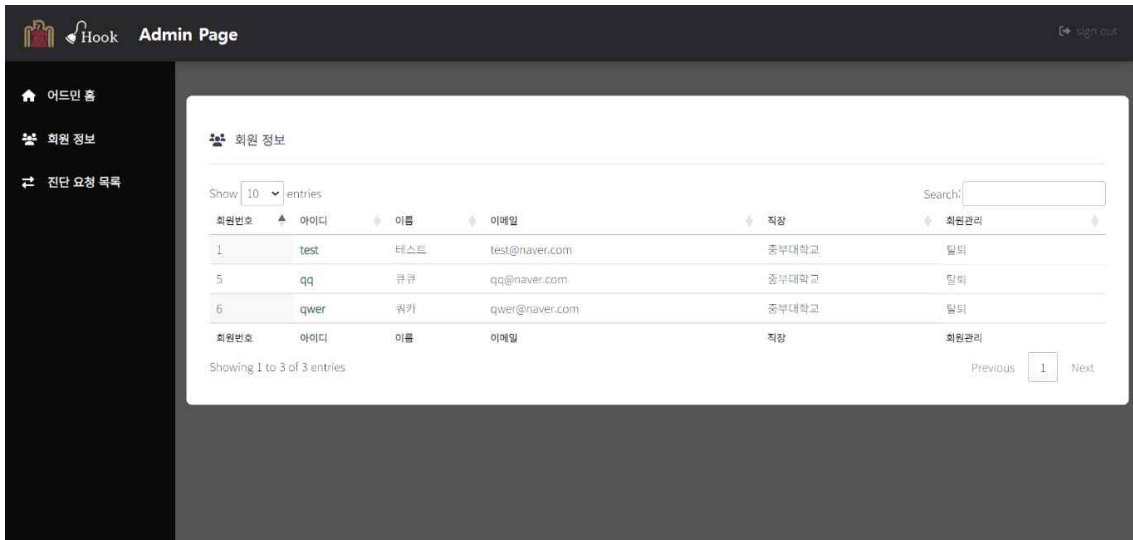 Hook Admin Page
sign out
어드민 홈
회원 정보
진단 요청 목록
회원 정보
Show 10 entries
Search:
회원번호 아이디 이름 이메일 직장 회원관리
1 test 테스트 test@naver.com 중부대학교 탈퇴
5 qq 큐큐 qq@naver.com 중부대학교 탈퇴
6 qwer 쿼카 qwer@naver.com 중부대학교 탈퇴
회원번호 아이디 이름 이메일 직장 회원관리
Showing 1 to 3 of 3 entries
Previous 1 Next